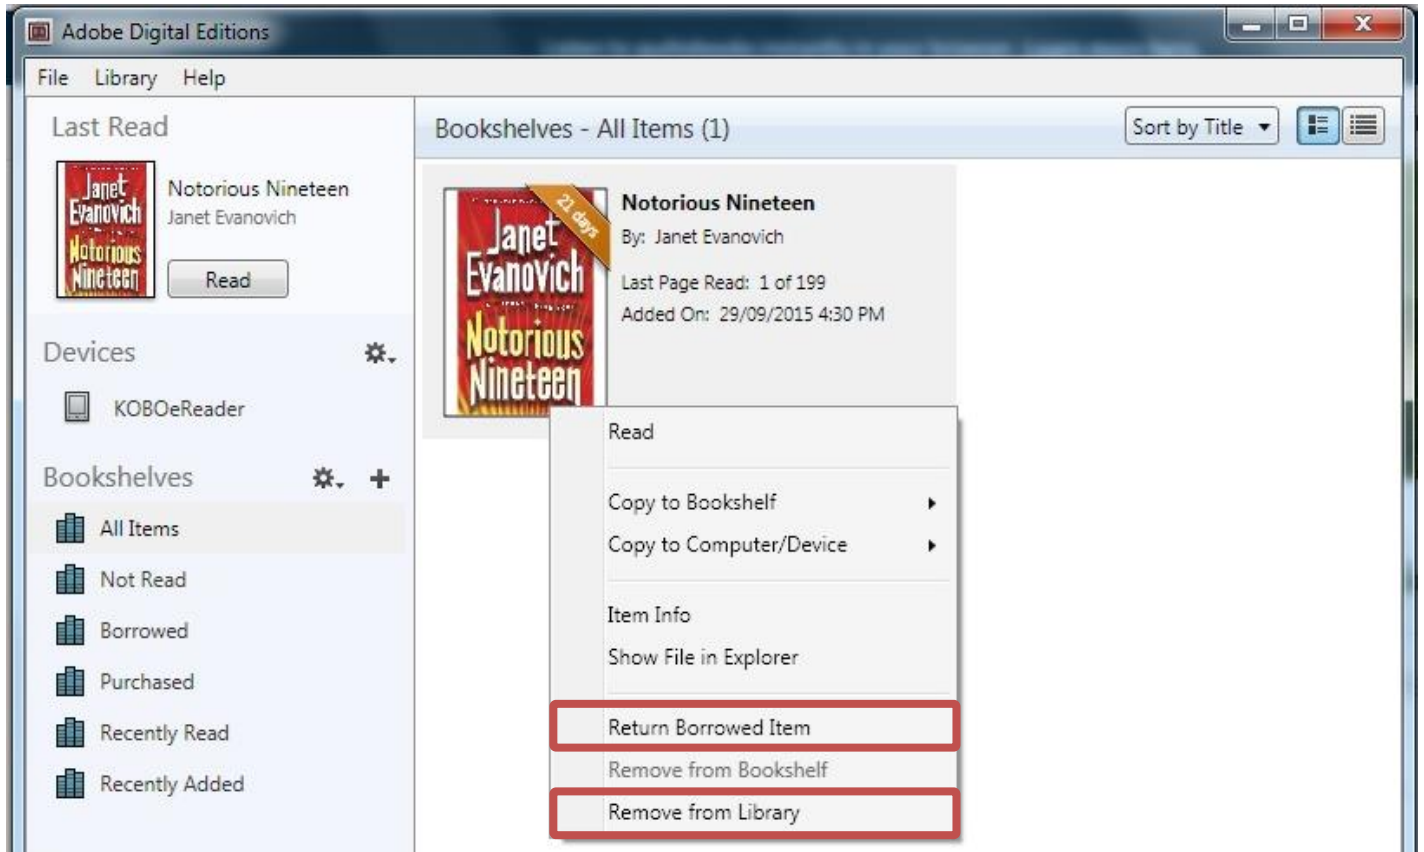 Adobe Digital Editions
File Library Help
Last Read
Janet
Evanovich
Notorious
Nineteen
Notorious Nineteen
Janet Evanovich
Read
Devices
KOBOeReader
Bookshelves
All Items
Not Read
Borrowed
Purchased
Recently Read
Recently Added
Bookshelves - All Items (1)
Sort by Title
21 days
Janet
Evanovich
Notorious
Nineteen
Notorious Nineteen
By: Janet Evanovich
Last Page Read: 1 of 199
Added On: 29/09/2015 4:30 PM
Read
Copy to Bookshelf
Copy to Computer/Device
Item Info
Show File in Explorer
Return Borrowed Item
Remove from Bookshelf
Remove from Library